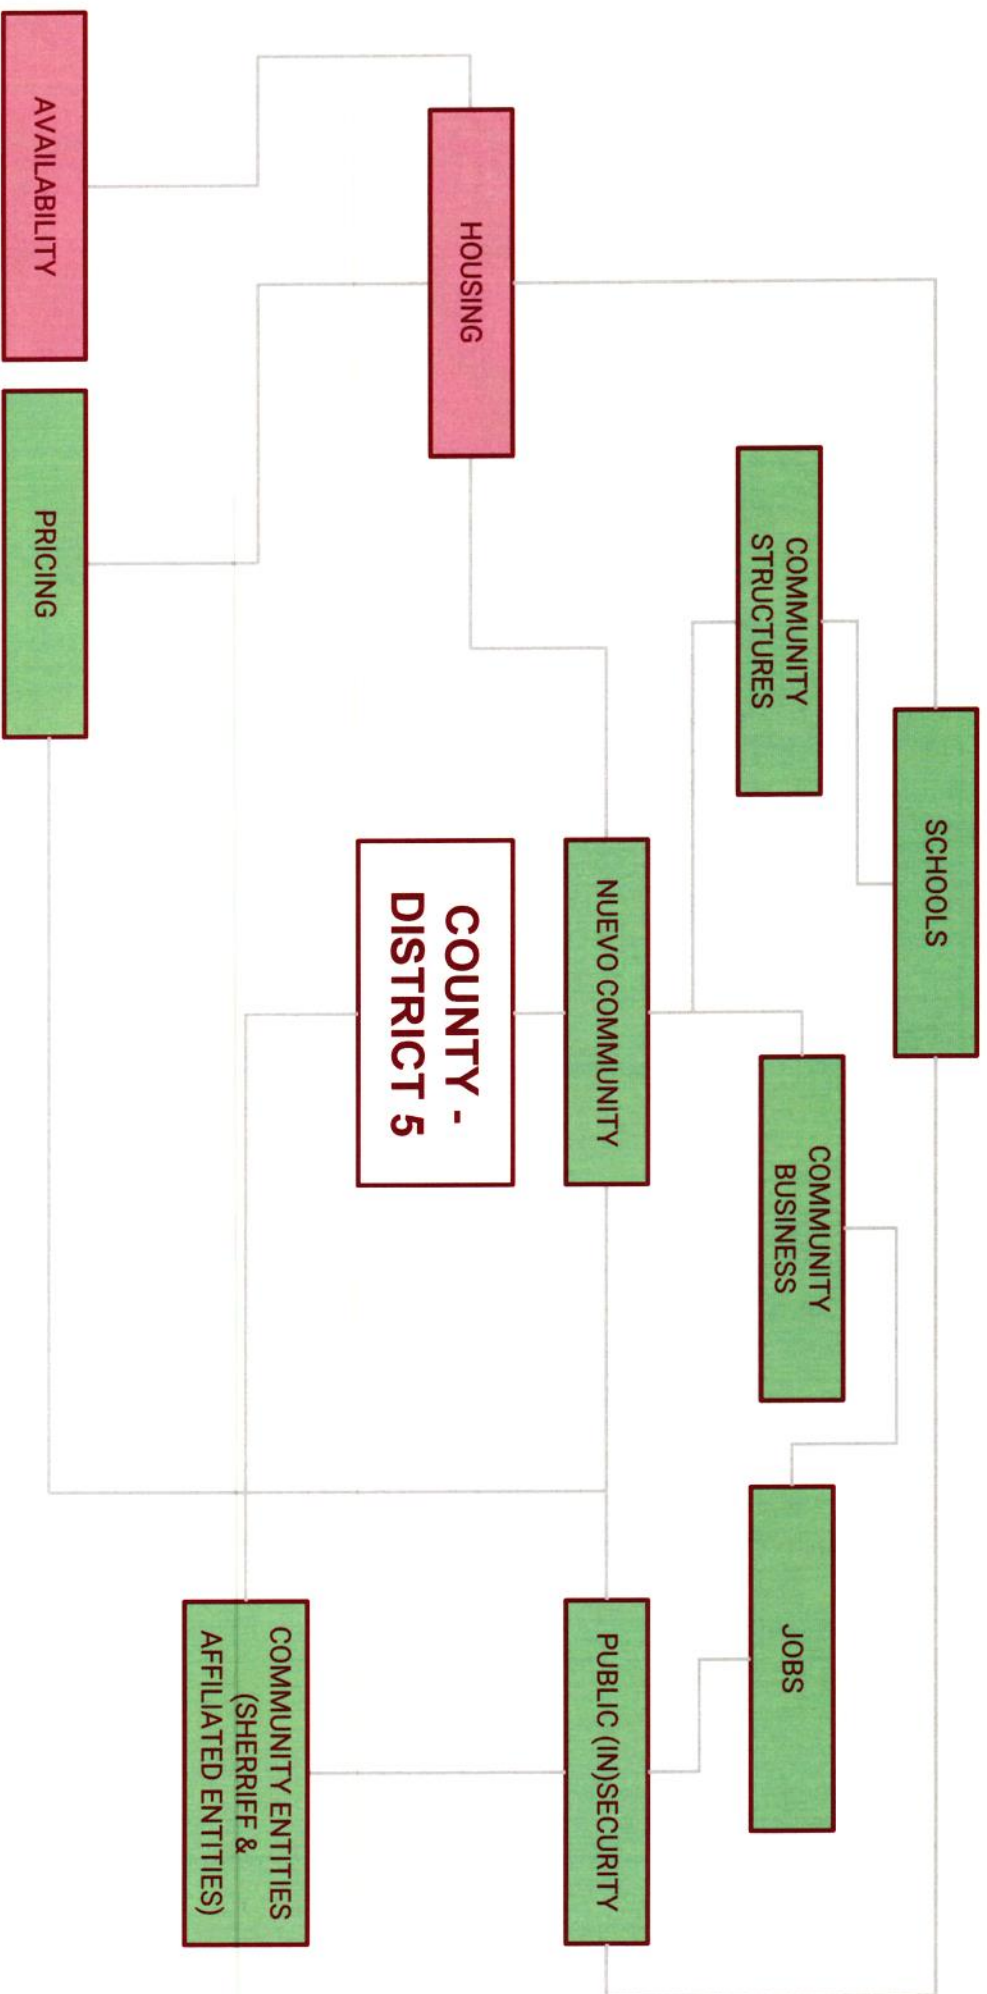 SCHOOLS
COMMUNITY
STRUCTURES
COMMUNITY
BUSINESS
JOBS
NUEVO COMMUNITY
PUBLIC (IN)SECURITY
HOUSING
COUNTY -
DISTRICT 5
COMMUNITY ENTITIES
(SHERRIFF &
AFFILIATED ENTITIES)
AVAILABILITY
PRICING